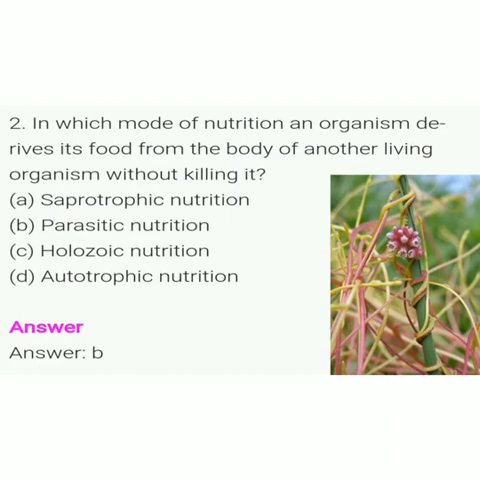 2. In which mode of nutrition an organism de-
rives its food from the body of another living
organism without killing it?
(a) Saprotrophic nutrition
(b) Parasitic nutrition
(c) Holozoic nutrition
(d) Autotrophic nutrition
Answer
Answer: b